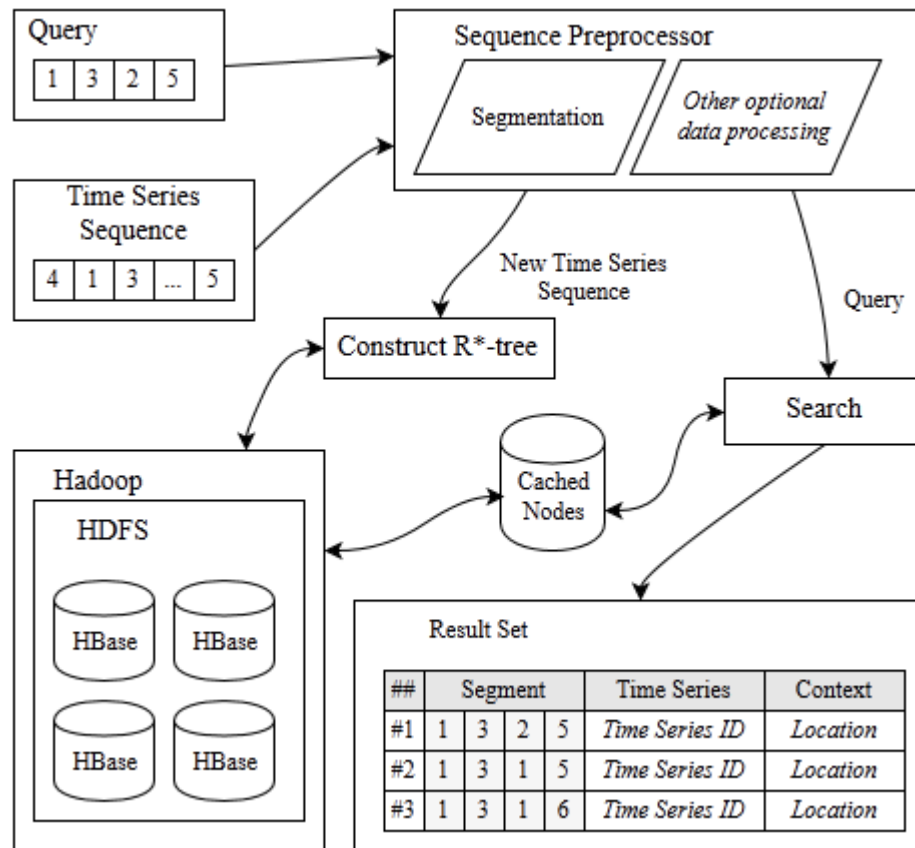 Query
1 3 2 5
Sequence Preprocessor
Segmentation
Other optional
data processing
Time Series
Sequence
4 1 3 ... 5
New Time Series
Sequence
Query
Construct R*-tree
Search
Cached
Nodes
Hadoop
HDFS
HBase HBase
HBase HBase
Result Set
## Segment Time Series Context
#1 1 3 2 5 Time Series ID Location
#2 1 3 1 5 Time Series ID Location
#3 1 3 1 6 Time Series ID Location